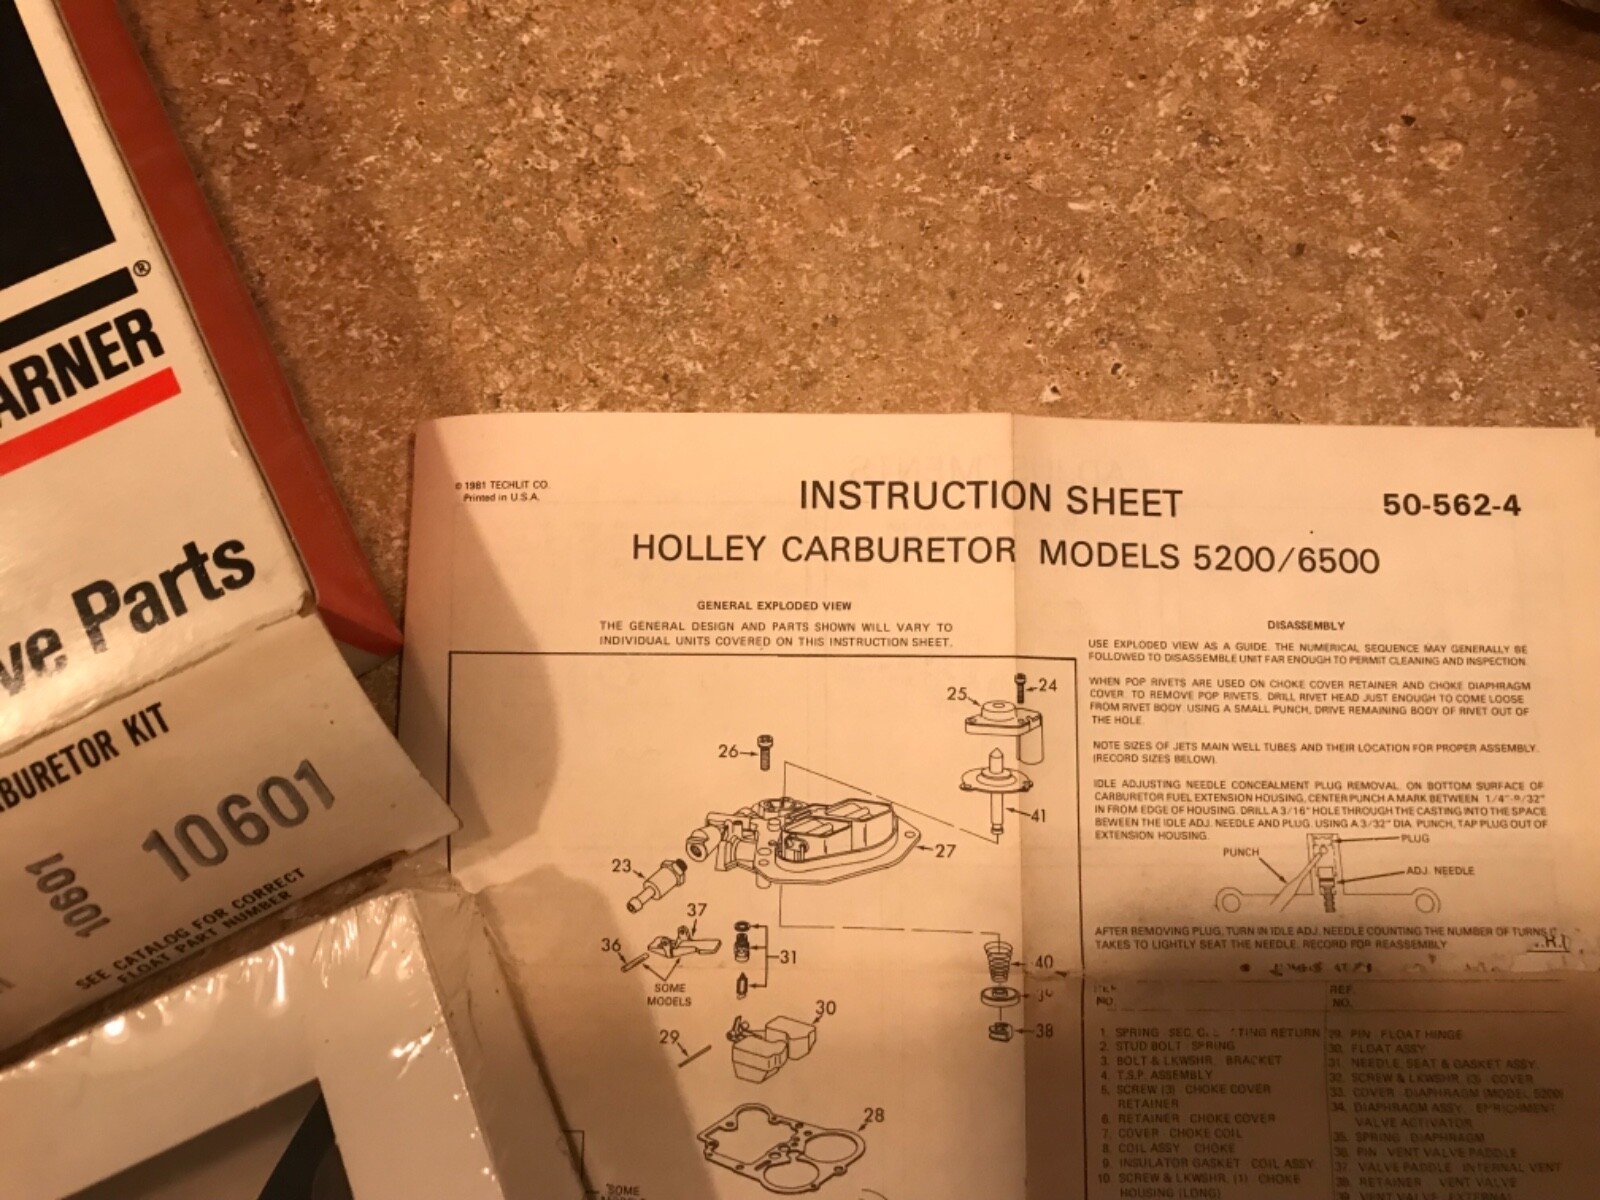 ®
ARNER
ve Parts
BURETOR KIT
10601
10601
SEE CATALOG FOR CORRECT
FLOAT PART NUMBER
© 1981 TECHLIT CO.
Printed in U.S.A.
INSTRUCTION SHEET
50-562-4
HOLLEY CARBURETOR MODELS 5200/6500
GENERAL EXPLODED VIEW
THE GENERAL DESIGN AND PARTS SHOWN WILL VARY TO
INDIVIDUAL UNITS COVERED ON THIS INSTRUCTION SHEET.
25
24
26
41
27
23
37
36
31
SOME
MODELS
40
38
30
29
28
SOME
DISASSEMBLY
USE EXPLODED VIEW AS A GUIDE. THE NUMERICAL SEQUENCE MAY GENERALLY BE
FOLLOWED TO DISASSEMBLE UNIT FAR ENOUGH TO PERMIT CLEANING AND INSPECTION.
WHEN POP RIVETS ARE USED ON CHOKE COVER RETAINER AND CHOKE DIAPHRAGM
COVER. TO REMOVE POP RIVETS. DRILL RIVET HEAD JUST ENOUGH TO COME LOOSE
FROM RIVET BODY. USING A SMALL PUNCH, DRIVE REMAINING BODY OF RIVET OUT OF
THE HOLE.
NOTE SIZES OF JETS MAIN WELL TUBES AND THEIR LOCATION FOR PROPER ASSEMBLY.
(RECORD SIZES BELOW).
IDLE ADJUSTING NEEDLE CONCEALMENT PLUG REMOVAL. ON BOTTOM SURFACE OF
CARBURETOR FUEL EXTENSION HOUSING, CENTER PUNCH A MARK BETWEEN 1/4"-9/32"
IN FROM EDGE OF HOUSING. DRILL A 3/16" HOLE THROUGH THE CASTING INTO THE SPACE
BEWEEN THE IDLE ADJ. NEEDLE AND PLUG. USING A 3/32" DIA. PUNCH, TAP PLUG OUT OF
EXTENSION HOUSING.
PLUG
PUNCH
ADJ. NEEDLE
AFTER REMOVING PLUG, TURN IN IDLE ADJ. NEEDLE COUNTING THE NUMBER OF TURNS
TAKES TO LIGHTLY SEAT THE NEEDLE. RECORD FOR REASSEMBLY
REF.
NO.
REF.
NO.
1. SPRING SEC. RETURN
2. STUD BOLT SPRING
3. BOLT & LKWSHR. BRACKET
4. T.S.P. ASSEMBLY
5. SCREW (3) CHOKE COVER
RETAINER
6. RETAINER CHOKE COVER
7. COVER CHOKE COIL
8. COIL ASSY CHOKE
9. INSULATOR GASKET COIL ASSY
10. SCREW & LKWSHR. (1) CHOKE
HOUSING (LONG)
29. PIN FLOAT HINGE
30. FLOAT ASSY
31. NEEDLE, SEAT & GASKET ASSY.
32. SCREW & LKWSHR. (3) COVER
33. COVER DIAPHRAGM (MODEL 5200)
34. DIAPHRAGM ASSY. ENRICHMENT
VALVE ACTIVATOR
35. SPRING DIAPHRAGM
36. PIN VENT VALVE PADDLE
37. VALVE PADDLE INTERNAL VENT
38. RETAINER VENT VALVE